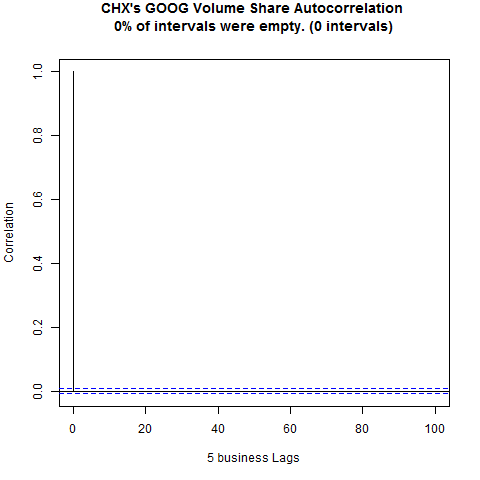 CHX's GOOG Volume Share Autocorrelation
0% of intervals were empty. (0 intervals)
Correlation
1.0
0.8
0.6
0.4
0.2
0.0
0 20 40 60 80 100
5 business Lags